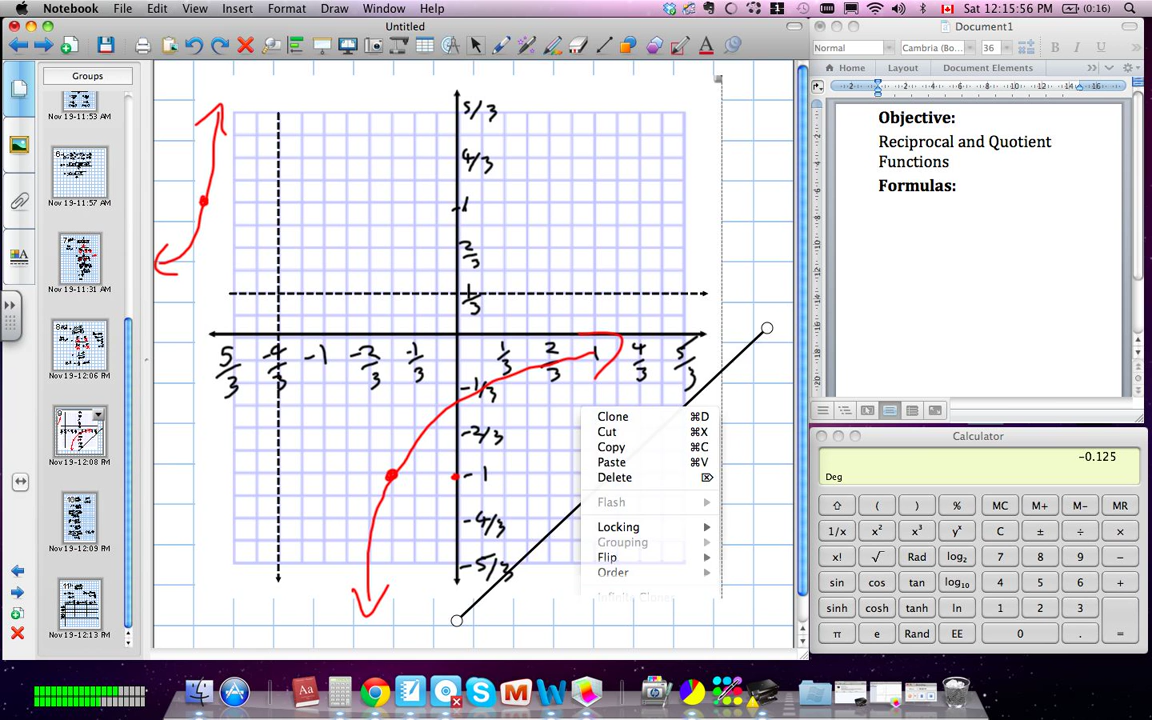 Notebook File Edit View Insert Format Draw Window Help
Sat 12:15:56 PM (0:16)
Untitled
Groups
Nov 19-11:53 AM
Nov 19-11:57 AM
Nov 19-11:31 AM
Nov 19-12:06 PM
Nov 19-12:08 PM
Nov 19-12:09 PM
Nov 19-12:13 PM
5/3
4/3
-1
2/3
1/3
5/3 -4/3 -1 -2/3 -1/3 1/3 2/3 1 4/3 5/3
-1/3
-2/3
-1
-4/3
-5/3
Clone ⌘D
Cut ⌘X
Copy ⌘C
Paste ⌘V
Delete
Flash
Locking
Grouping
Flip
Order
Infinite Cloner
Document1
Normal Cambria (Bo... 36 B I U
Home Layout Document Elements
Objective:
Reciprocal and Quotient
Functions
Formulas:
Calculator
-0.125
Deg
( ) % MC M+ M- MR
1/x x² x³ yˣ C ± ÷ ×
x! √ Rad log₂ 7 8 9 −
sin cos tan log₁₀ 4 5 6 +
sinh cosh tanh ln 1 2 3
π e Rand EE 0 . =